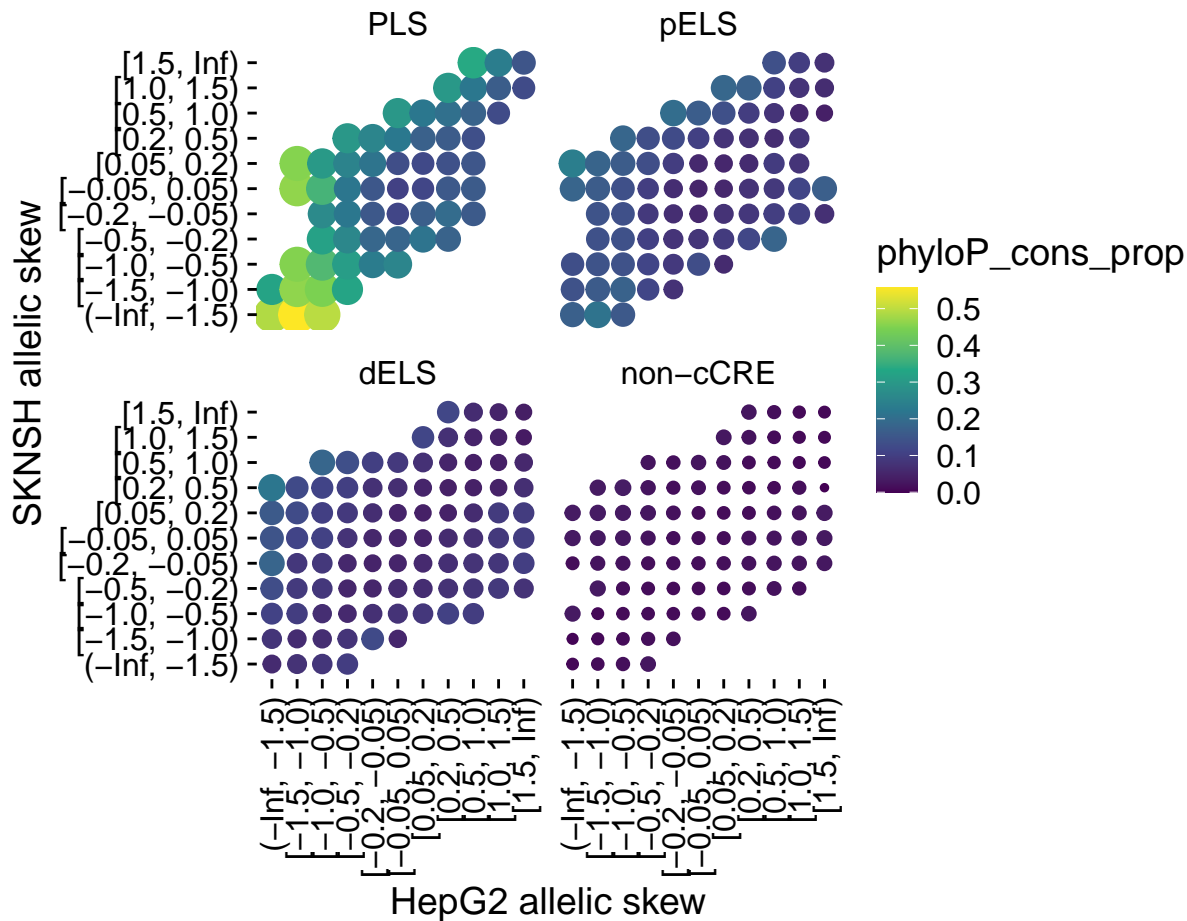 PLS
pELS
[1.5, Inf)
[1.0, 1.5)
[0.5, 1.0)
[0.2, 0.5)
[0.05, 0.2)
[−0.05, 0.05)
[−0.2, −0.05)
[−0.5, −0.2)
[−1.0, −0.5)
[−1.5, −1.0)
(−Inf, −1.5)
dELS
non−cCRE
[1.5, Inf)
[1.0, 1.5)
[0.5, 1.0)
[0.2, 0.5)
[0.05, 0.2)
[−0.05, 0.05)
[−0.2, −0.05)
[−0.5, −0.2)
[−1.0, −0.5)
[−1.5, −1.0)
(−Inf, −1.5)
SKNSH allelic skew
(−Inf, −1.5)
[−1.5, −1.0)
[−1.0, −0.5)
[−0.5, −0.2)
[−0.2, −0.05)
[−0.05, 0.05)
[0.05, 0.2)
[0.2, 0.5)
[0.5, 1.0)
[1.0, 1.5)
[1.5, Inf)
(−Inf, −1.5)
[−1.5, −1.0)
[−1.0, −0.5)
[−0.5, −0.2)
[−0.2, −0.05)
[−0.05, 0.05)
[0.05, 0.2)
[0.2, 0.5)
[0.5, 1.0)
[1.0, 1.5)
[1.5, Inf)
HepG2 allelic skew
phyloP_cons_prop
0.5
0.4
0.3
0.2
0.1
0.0